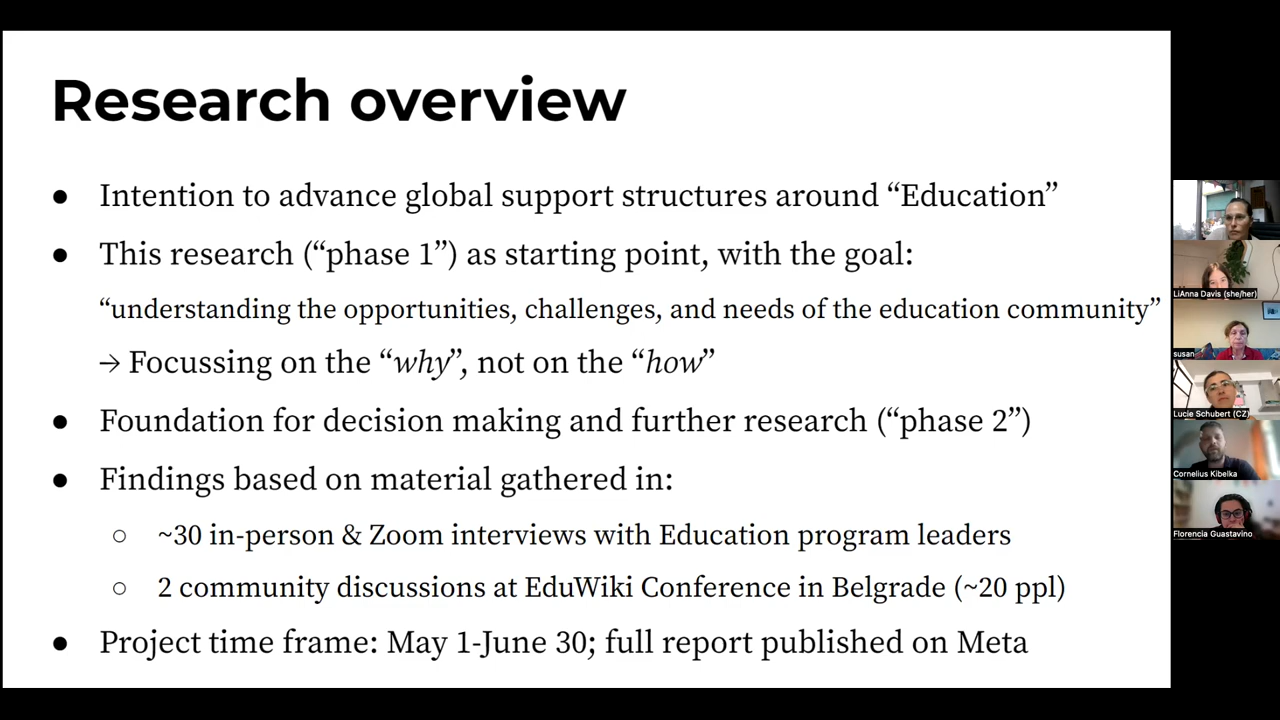 Research overview
● Intention to advance global support structures around “Education”
● This research (“phase 1”) as starting point, with the goal:
“understanding the opportunities, challenges, and needs of the education community”
→ Focussing on the “why”, not on the “how”
● Foundation for decision making and further research (“phase 2”)
● Findings based on material gathered in:
○ ~30 in-person & Zoom interviews with Education program leaders
○ 2 community discussions at EduWiki Conference in Belgrade (~20 ppl)
● Project time frame: May 1-June 30; full report published on Meta
LiAnna Davis (she/her)
susan
Lucie Schubert (CZ)
Cornelius Kibelka
Florencia Guastavino